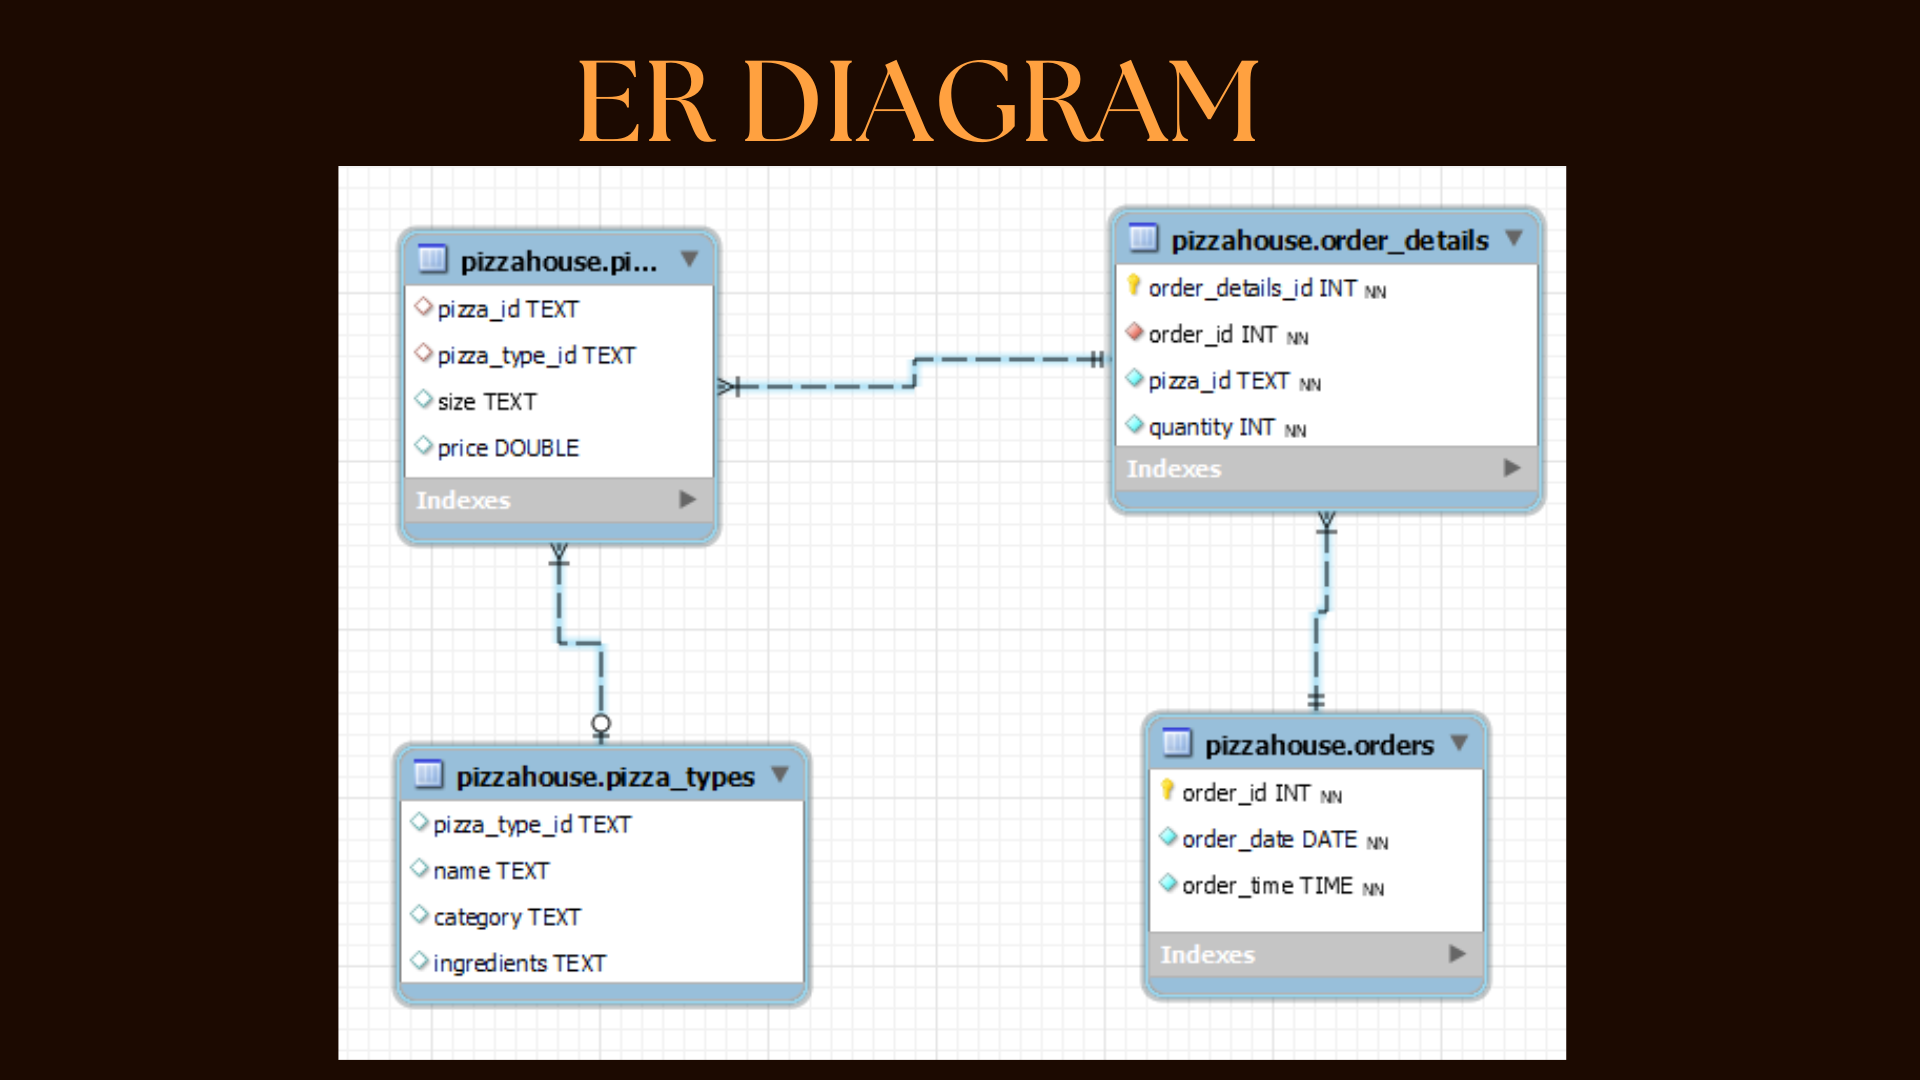 ER DIAGRAM
pizzahouse.pi...
pizza_id TEXT
pizza_type_id TEXT
size TEXT
price DOUBLE
Indexes
pizzahouse.order_details
order_details_id INT NN
order_id INT NN
pizza_id TEXT NN
quantity INT NN
Indexes
pizzahouse.pizza_types
pizza_type_id TEXT
name TEXT
category TEXT
ingredients TEXT
pizzahouse.orders
order_id INT NN
order_date DATE NN
order_time TIME NN
Indexes